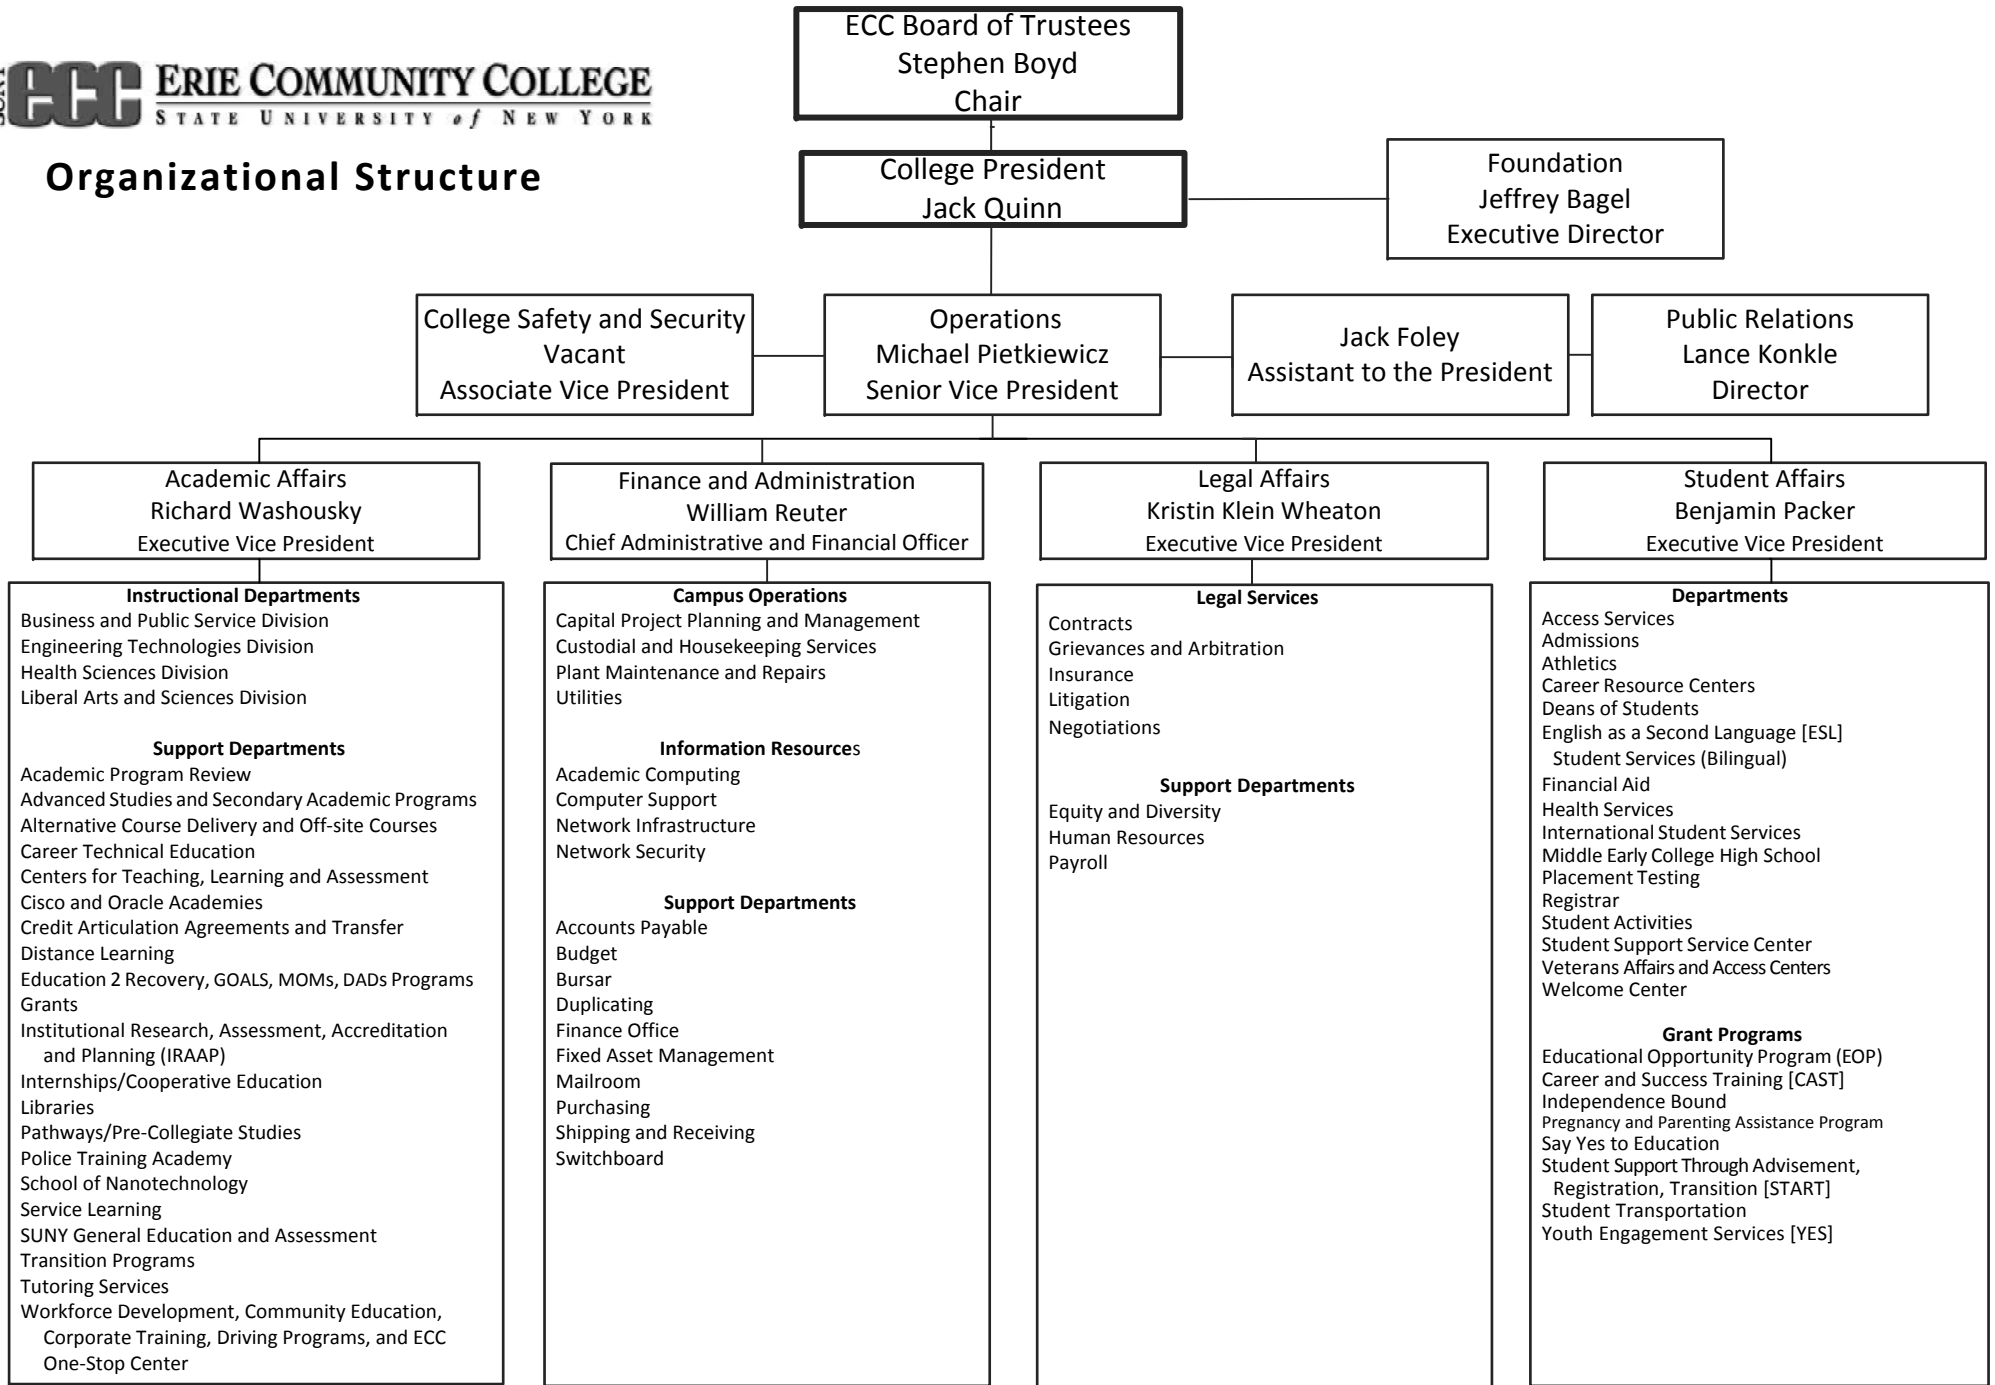 ECC Board of Trustees
Stephen Boyd
Chair
SUNY
ecc
ERIE COMMUNITY COLLEGE
STATE UNIVERSITY of NEW YORK
Organizational Structure
College President
Jack Quinn
Foundation
Jeffrey Bagel
Executive Director
College Safety and Security
Vacant
Associate Vice President
Operations
Michael Pietkiewicz
Senior Vice President
Jack Foley
Assistant to the President
Public Relations
Lance Konkle
Director
Academic Affairs
Richard Washousky
Executive Vice President
Finance and Administration
William Reuter
Chief Administrative and Financial Officer
Legal Affairs
Kristin Klein Wheaton
Executive Vice President
Student Affairs
Benjamin Packer
Executive Vice President
Instructional Departments
Business and Public Service Division
Engineering Technologies Division
Health Sciences Division
Liberal Arts and Sciences Division
Support Departments
Academic Program Review
Advanced Studies and Secondary Academic Programs
Alternative Course Delivery and Off-site Courses
Career Technical Education
Centers for Teaching, Learning and Assessment
Cisco and Oracle Academies
Credit Articulation Agreements and Transfer
Distance Learning
Education 2 Recovery, GOALS, MOMs, DADs Programs
Grants
Institutional Research, Assessment, Accreditation
and Planning (IRAAP)
Internships/Cooperative Education
Libraries
Pathways/Pre-Collegiate Studies
Police Training Academy
School of Nanotechnology
Service Learning
SUNY General Education and Assessment
Transition Programs
Tutoring Services
Workforce Development, Community Education,
Corporate Training, Driving Programs, and ECC
One-Stop Center
Campus Operations
Capital Project Planning and Management
Custodial and Housekeeping Services
Plant Maintenance and Repairs
Utilities
Information Resources
Academic Computing
Computer Support
Network Infrastructure
Network Security
Support Departments
Accounts Payable
Budget
Bursar
Duplicating
Finance Office
Fixed Asset Management
Mailroom
Purchasing
Shipping and Receiving
Switchboard
Legal Services
Contracts
Grievances and Arbitration
Insurance
Litigation
Negotiations
Support Departments
Equity and Diversity
Human Resources
Payroll
Departments
Access Services
Admissions
Athletics
Career Resource Centers
Deans of Students
English as a Second Language [ESL]
Student Services (Bilingual)
Financial Aid
Health Services
International Student Services
Middle Early College High School
Placement Testing
Registrar
Student Activities
Student Support Service Center
Veterans Affairs and Access Centers
Welcome Center
Grant Programs
Educational Opportunity Program (EOP)
Career and Success Training [CAST]
Independence Bound
Pregnancy and Parenting Assistance Program
Say Yes to Education
Student Support Through Advisement,
Registration, Transition [START]
Student Transportation
Youth Engagement Services [YES]